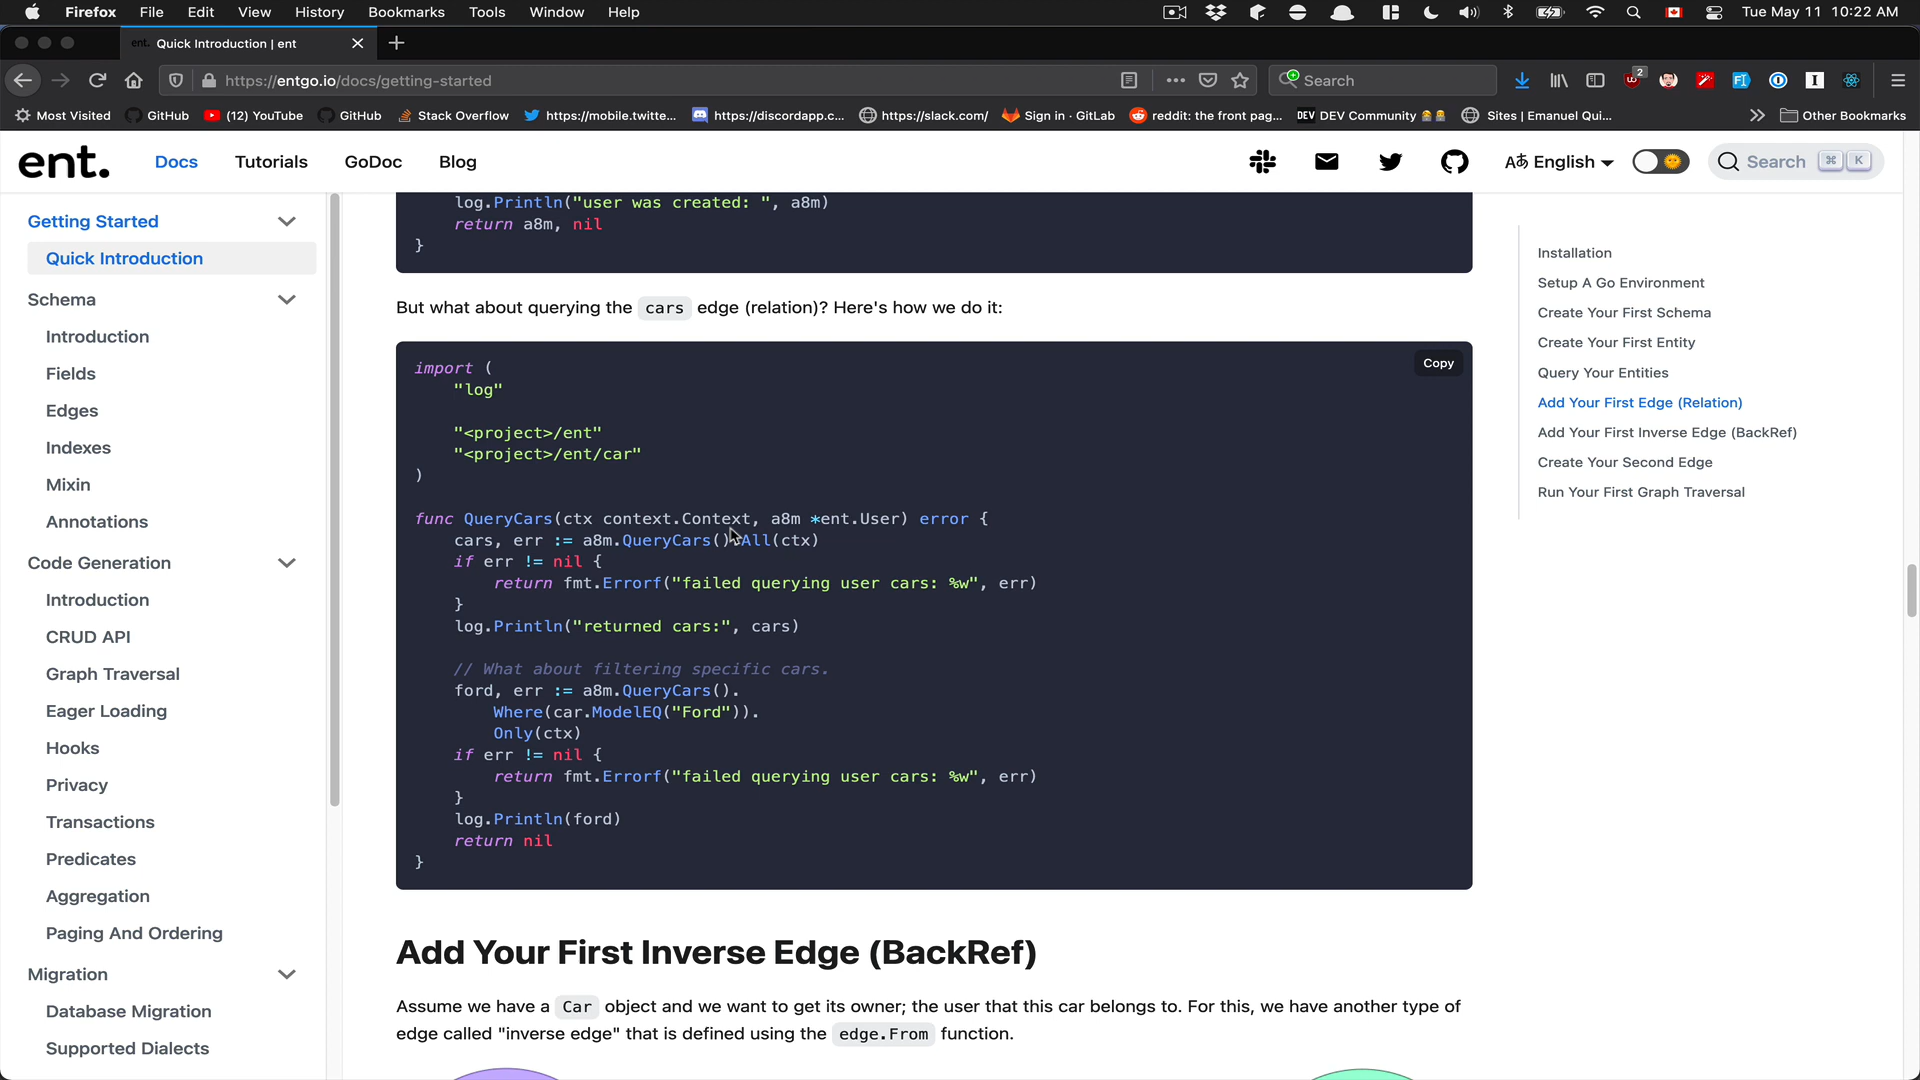 Firefox File Edit View History Bookmarks Tools Window Help Tue May 11 10:22 AM
ent. Quick Introduction | ent
https://entgo.io/docs/getting-started Search 2
Most Visited GitHub (12) YouTube GitHub Stack Overflow https://mobile.twitte... https://discordapp.c... https://slack.com/ Sign in · GitLab reddit: the front pag... DEV DEV Community Sites | Emanuel Qui... Other Bookmarks
ent. Docs Tutorials GoDoc Blog English Search ⌘ K
Getting Started
Quick Introduction
Schema
Introduction
Fields
Edges
Indexes
Mixin
Annotations
Code Generation
Introduction
CRUD API
Graph Traversal
Eager Loading
Hooks
Privacy
Transactions
Predicates
Aggregation
Paging And Ordering
Migration
Database Migration
Supported Dialects
log.Println("user was created: ", a8m)
return a8m, nil
}
But what about querying the cars edge (relation)? Here's how we do it:
Copy
import (
"log"
"<project>/ent"
"<project>/ent/car"
)
func QueryCars(ctx context.Context, a8m *ent.User) error {
cars, err := a8m.QueryCars().All(ctx)
if err != nil {
return fmt.Errorf("failed querying user cars: %w", err)
}
log.Println("returned cars:", cars)
// What about filtering specific cars.
ford, err := a8m.QueryCars().
Where(car.ModelEQ("Ford")).
Only(ctx)
if err != nil {
return fmt.Errorf("failed querying user cars: %w", err)
}
log.Println(ford)
return nil
}
Add Your First Inverse Edge (BackRef)
Assume we have a Car object and we want to get its owner; the user that this car belongs to. For this, we have another type of
edge called "inverse edge" that is defined using the edge.From function.
Installation
Setup A Go Environment
Create Your First Schema
Create Your First Entity
Query Your Entities
Add Your First Edge (Relation)
Add Your First Inverse Edge (BackRef)
Create Your Second Edge
Run Your First Graph Traversal